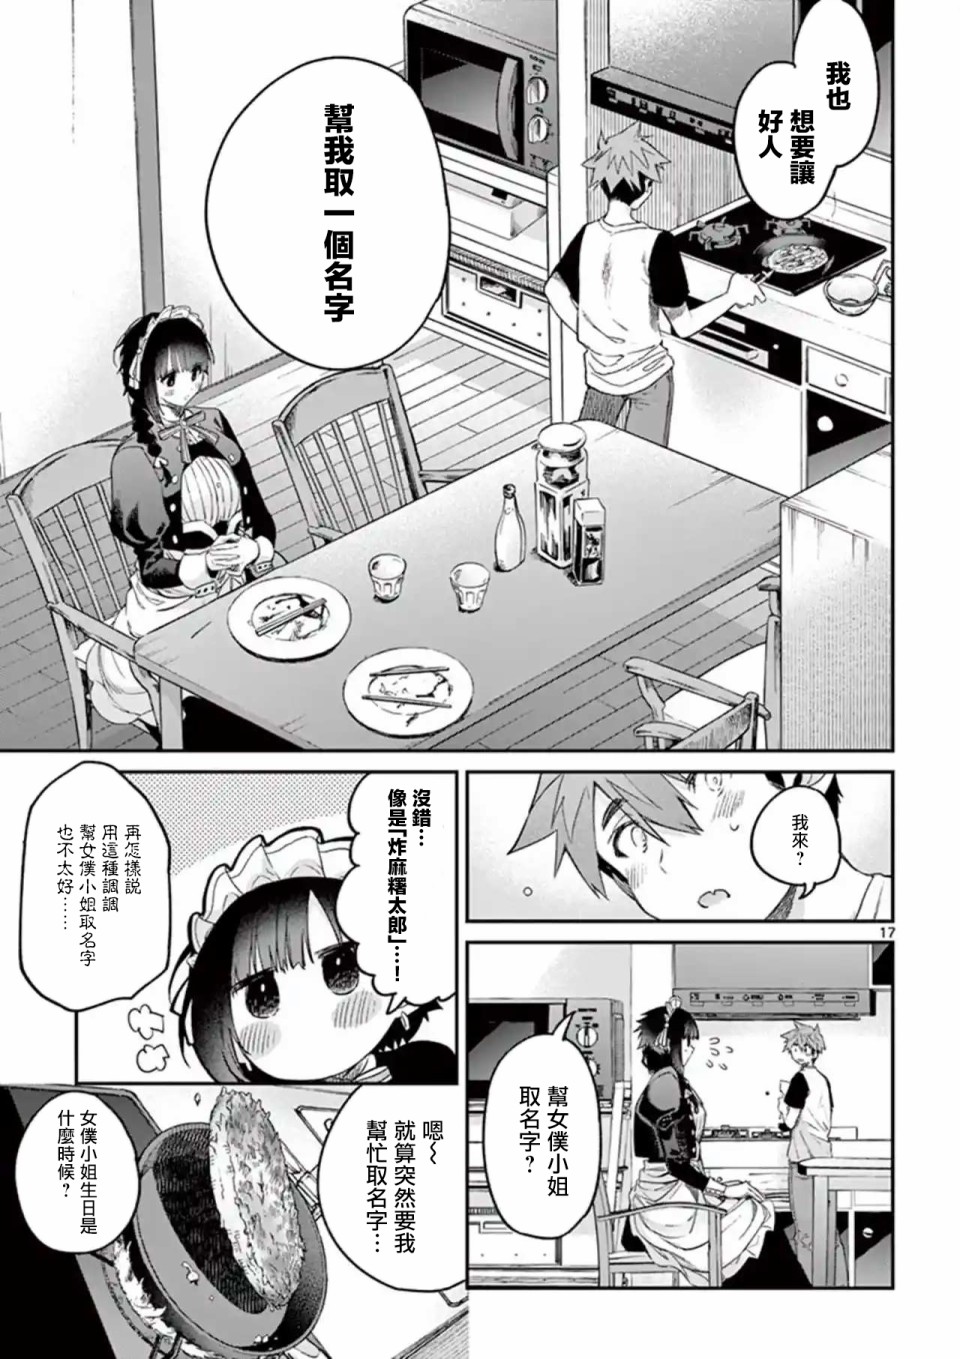 我也
想要讓
好人
幫我取一個名字
我來?
17
幫女僕小姐
取名字?
沒錯…
像是「炸麻糬太郎」…!
再怎樣說
用這種調調
幫女僕小姐取名字
也不太好……
嗯~
就算突然要我
幫忙取名字…
女僕小姐生日是
什麼時候?